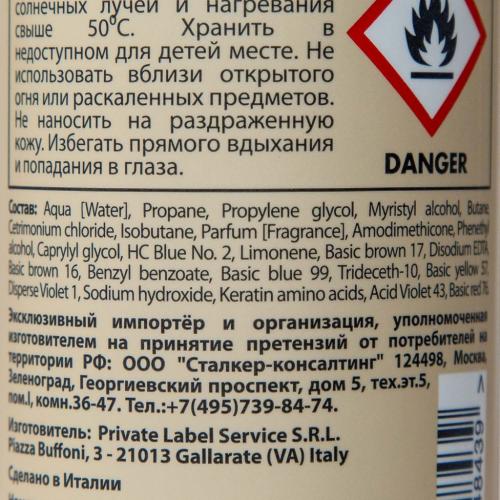 солнечных лучей и нагревания
свыше 50⁰С. Хранить в
недоступном для детей месте. Не
использовать вблизи открытого
огня или раскаленных предметов.
Не наносить на раздраженную
кожу. Избегать прямого вдыхания
и попадания в глаза.
DANGER
Состав: Aqua [Water], Propane, Propylene glycol, Myristyl alcohol, Butane,
Cetrimonium chloride, Isobutane, Parfum [Fragrance], Amodimethicone, Phenethyl
alcohol, Caprylyl glycol, HC Blue No. 2, Limonene, Basic brown 17, Disodium EDTA,
Basic brown 16, Benzyl benzoate, Basic blue 99, Trideceth-10, Basic yellow 57,
Disperse Violet 1, Sodium hydroxide, Keratin amino acids, Acid Violet 43, Basic red 76.
Эксклюзивный импортёр и организация, уполномоченная
изготовителем на принятие претензий от потребителей на
территории РФ: ООО "Сталкер-консалтинг" 124498, Москва,
Зеленоград, Георгиевский проспект, дом 5, тех.эт.5,
пом.I, комн.36-47. Тел.:+7(495)739-84-74.
Изготовитель: Private Label Service S.R.L.
Piazza Buffoni, 3 - 21013 Gallarate (VA) Italy
Сделано в Италии